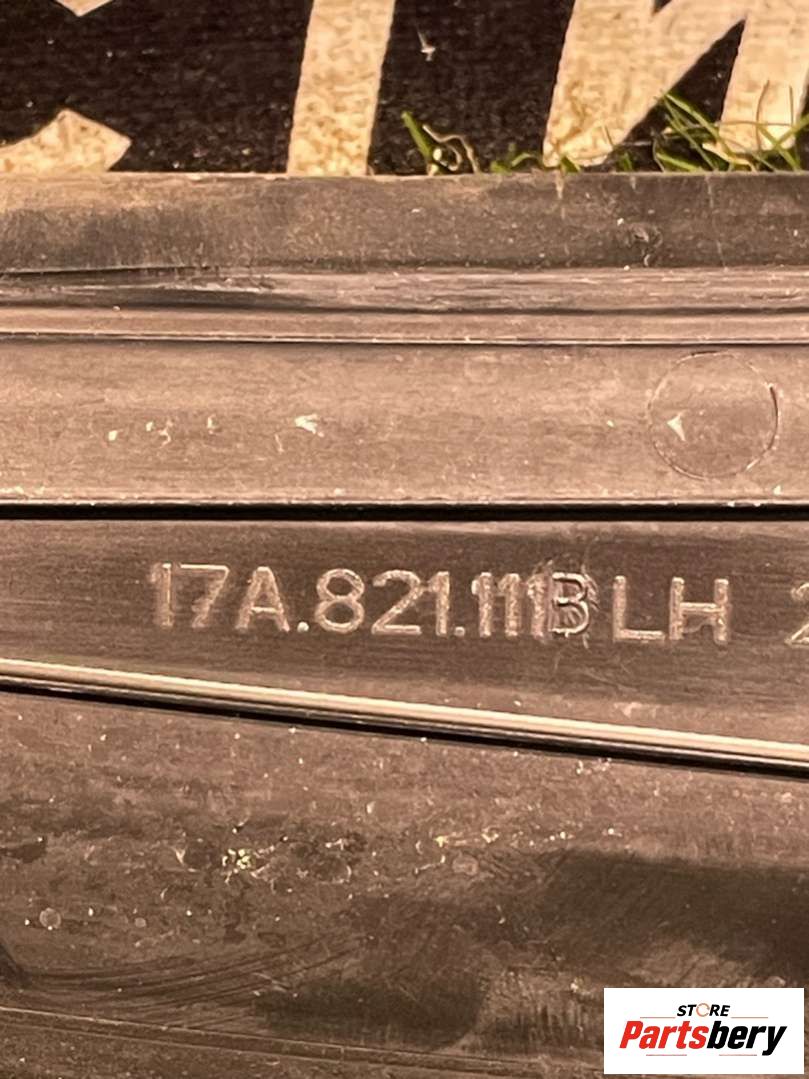 17A.821.111B LH
STORE
Partsbery